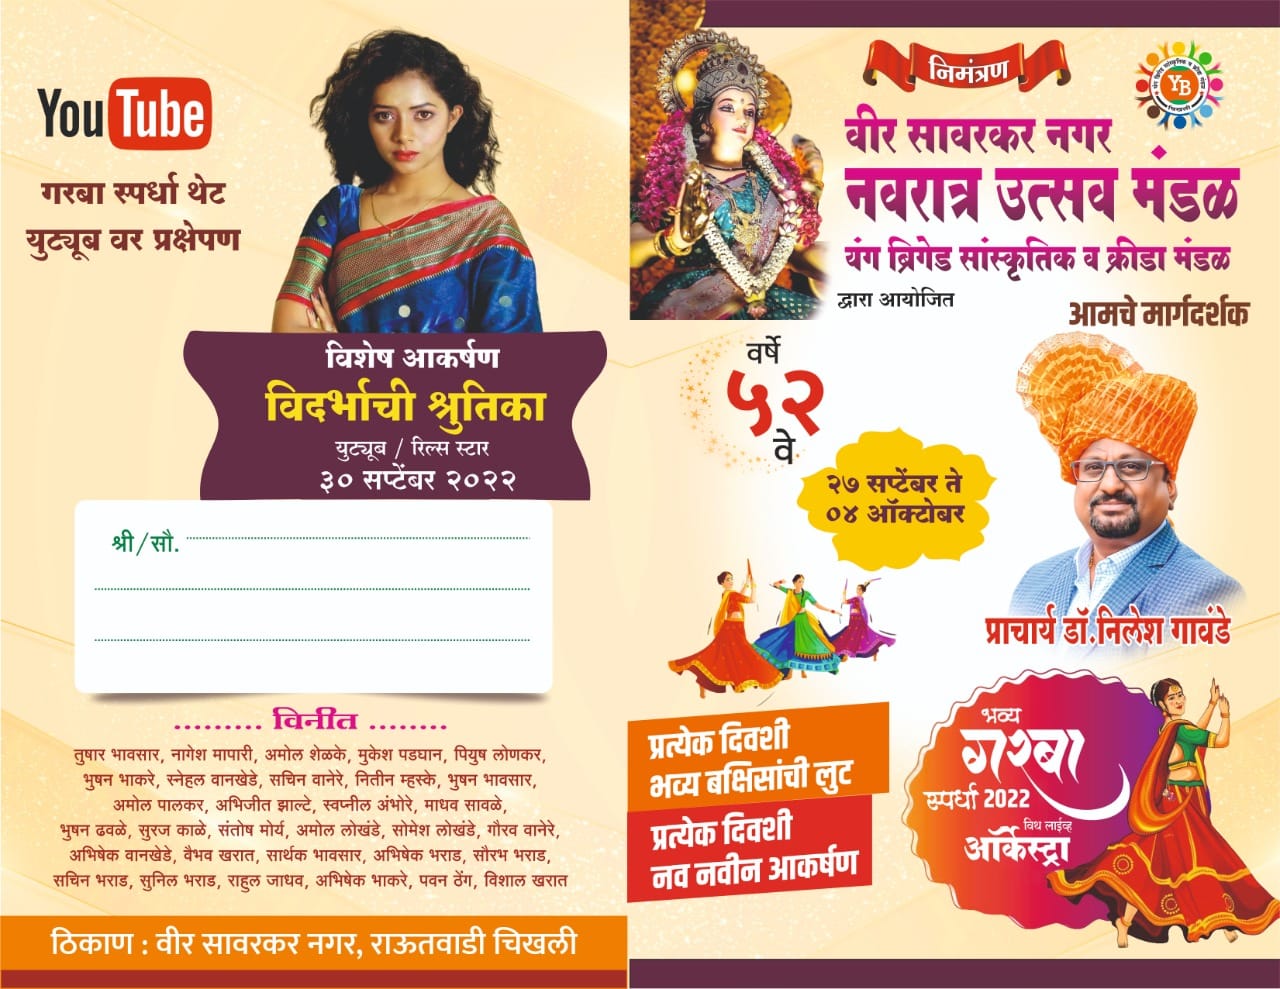 YouTube
गरबा स्पर्धा थेट
युट्यूब वर प्रक्षेपण
विशेष आकर्षण
विदर्भाची श्रुतिका
युट्यूब / रिल्स स्टार
३० सप्टेंबर २०२२
श्री/सौ.
......... विनीत ........
तुषार भावसार, नागेश मापारी, अमोल शेळके, मुकेश पडघान, पियुष लोणकर,
भुषन भाकरे, स्नेहल वानखेडे, सचिन वानेरे, नितीन म्हस्के, भुषन भावसार,
अमोल पालकर, अभिजीत झाल्टे, स्वप्नील अंभोरे, माधव सावळे,
भुषन ढवळे, सुरज काळे, संतोष मोर्य, अमोल लोखंडे, सोमेश लोखंडे, गौरव वानेरे,
अभिषेक वानखेडे, वैभव खरात, सार्थक भावसार, अभिषेक भराड, सौरभ भराड,
सचिन भराड, सुनिल भराड, राहुल जाधव, अभिषेक भाकरे, पवन ठेंग, विशाल खरात
ठिकाण : वीर सावरकर नगर, राऊतवाडी चिखली
निमंत्रण
YB
वीर सावरकर नगर
नवरात्र उत्सव मंडळ
यंग ब्रिगेड सांस्कृतिक व क्रीडा मंडळ
द्वारा आयोजित
आमचे मार्गदर्शक
वर्षे
५२
वे
२७ सप्टेंबर ते
०४ ऑक्टोबर
प्राचार्य डॉ.निलेश गावंडे
प्रत्येक दिवशी
भव्य बक्षिसांची लुट
प्रत्येक दिवशी
नव नवीन आकर्षण
भव्य
गरबा
स्पर्धा 2022
विथ लाईव्ह
ऑर्केस्ट्रा